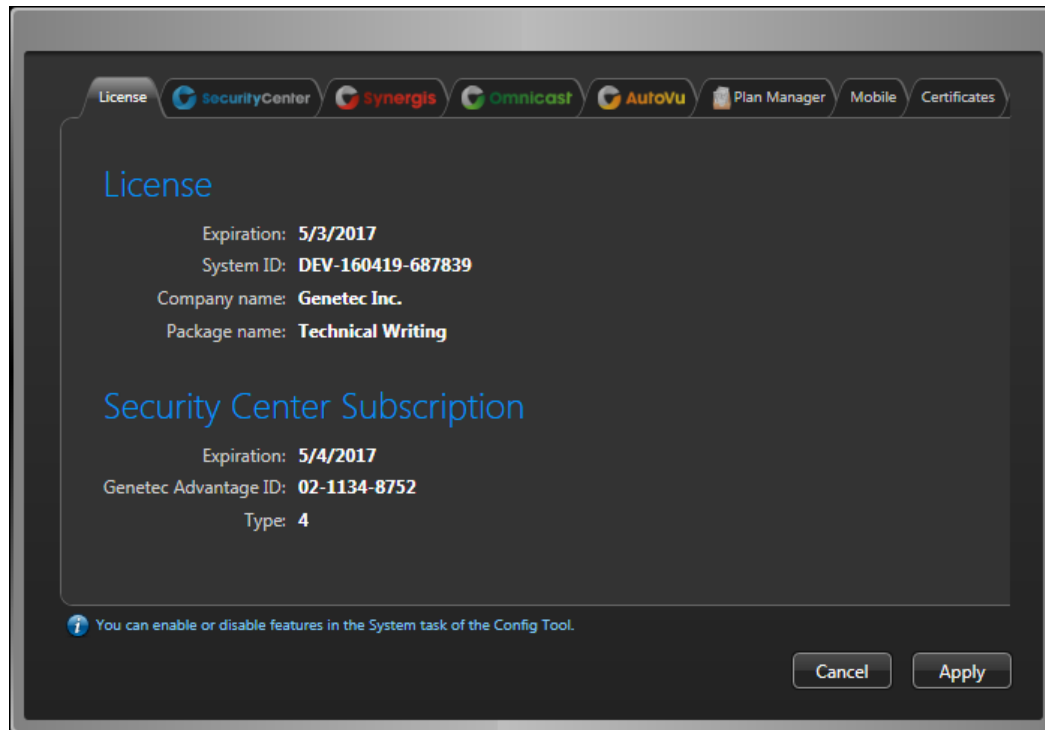 License SecurityCenter Synergis Omnicast AutoVu Plan Manager Mobile Certificates
License
Expiration: 5/3/2017
System ID: DEV-160419-687839
Company name: Genetec Inc.
Package name: Technical Writing
Security Center Subscription
Expiration: 5/4/2017
Genetec Advantage ID: 02-1134-8752
Type: 4
You can enable or disable features in the System task of the Config Tool.
Cancel Apply